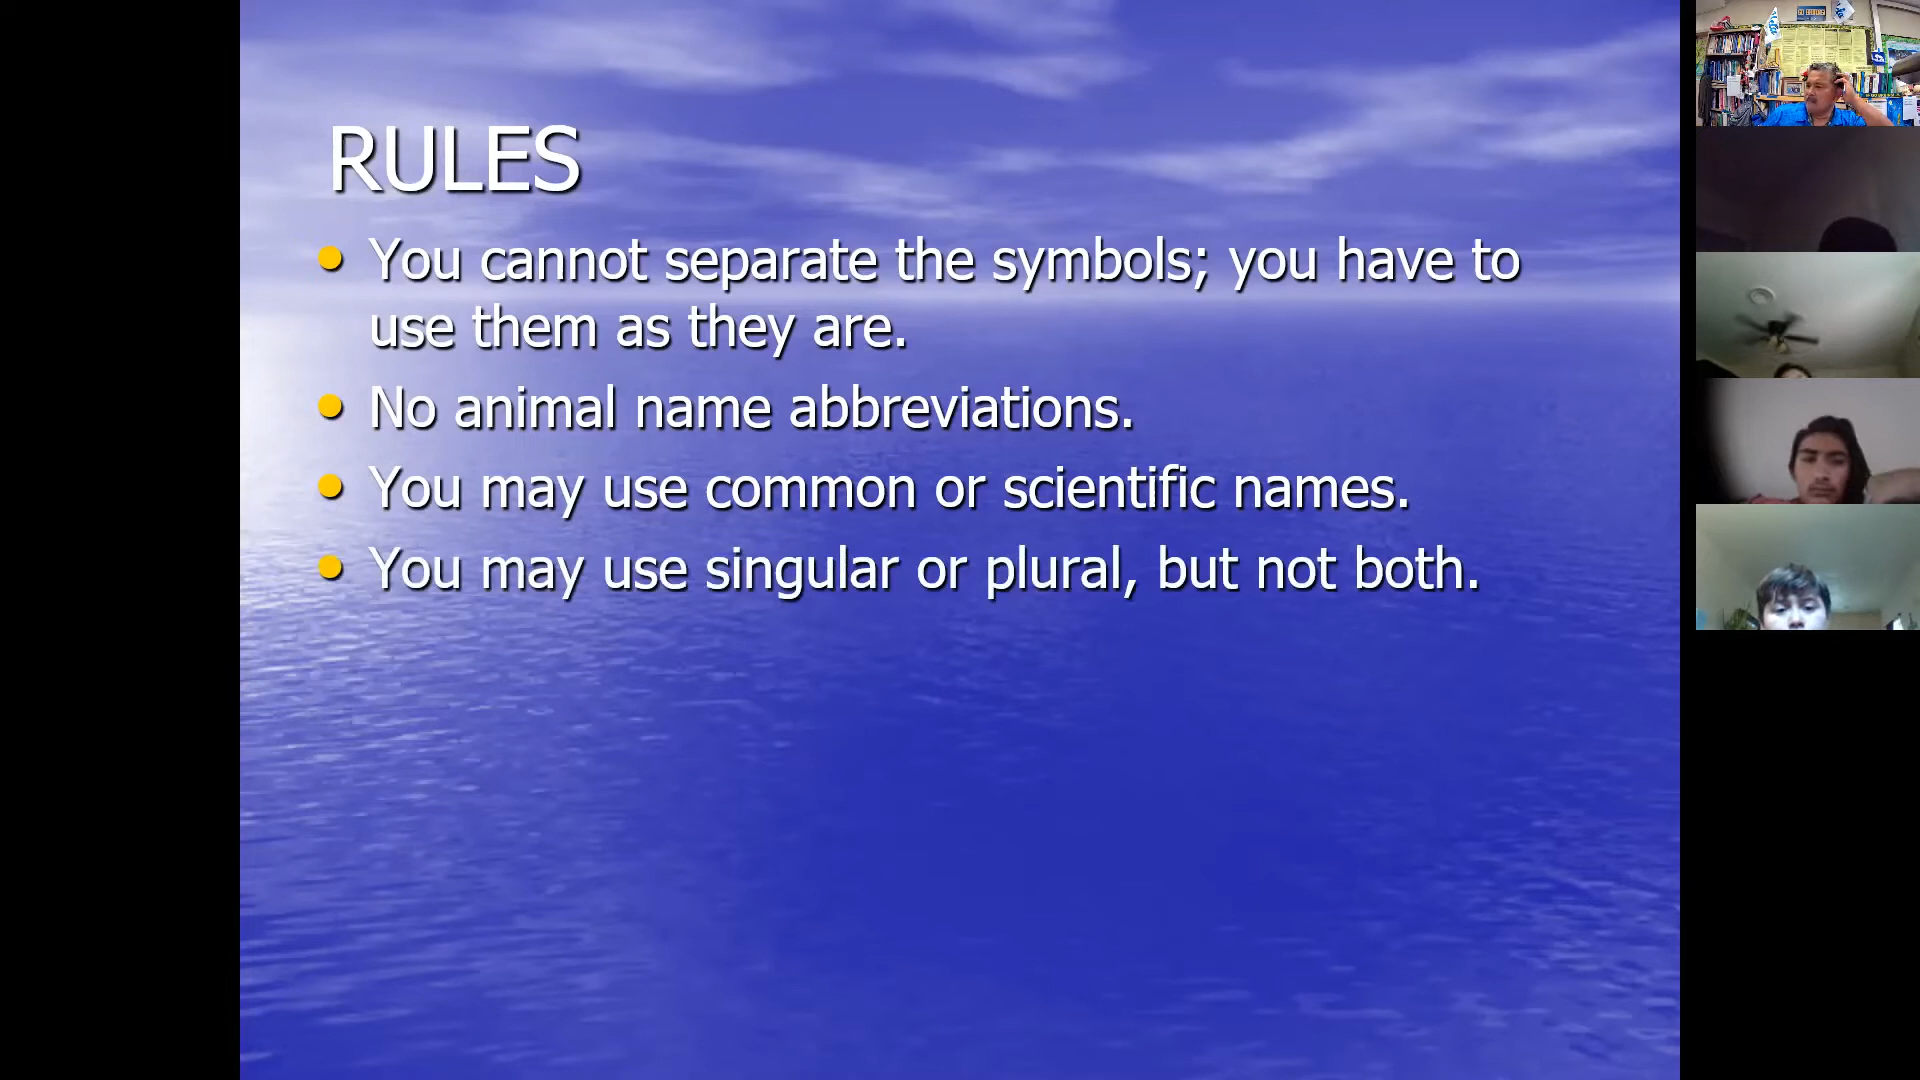 RULES
You cannot separate the symbols; you have to
use them as they are.
No animal name abbreviations.
You may use common or scientific names.
You may use singular or plural, but not both.